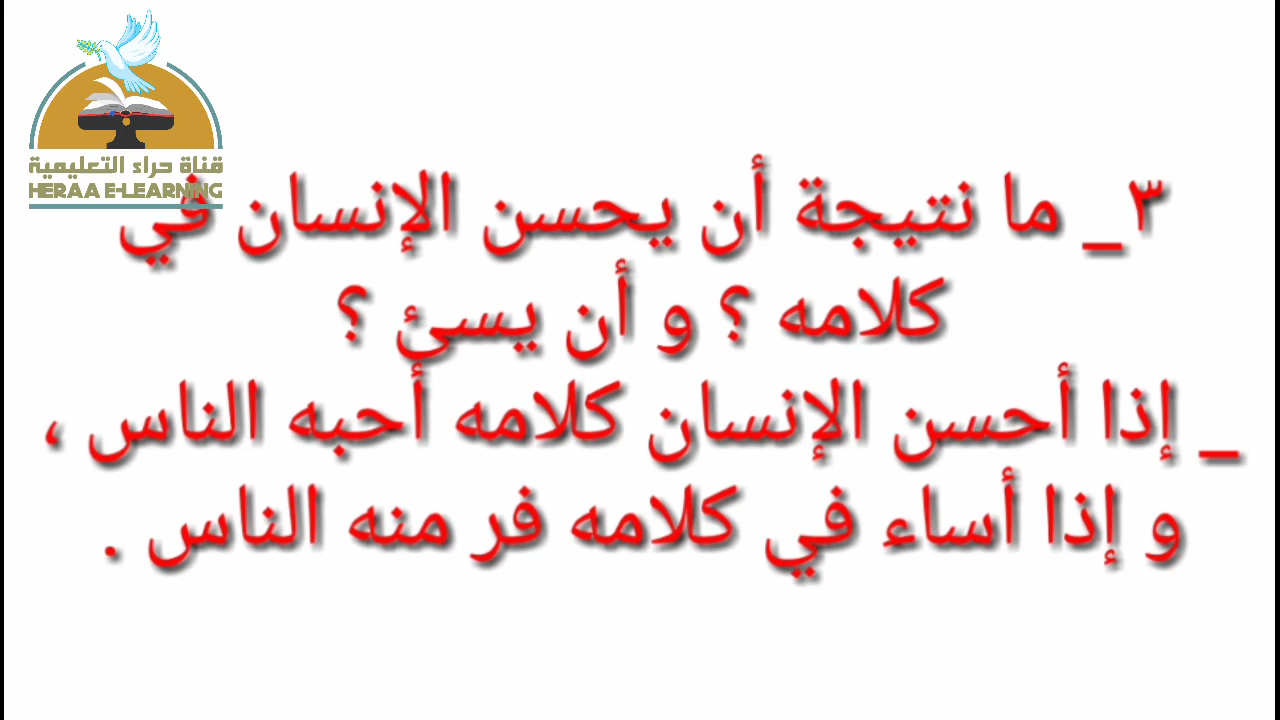 قناة حراء التعليمية
HERAA E-LEARNING
٣_ ما نتيجة أن يحسن الإنسان في
كلامه ؟ و أن يسئ ؟
_ إذا أحسن الإنسان كلامه أحبه الناس ،
و إذا أساء في كلامه فر منه الناس .